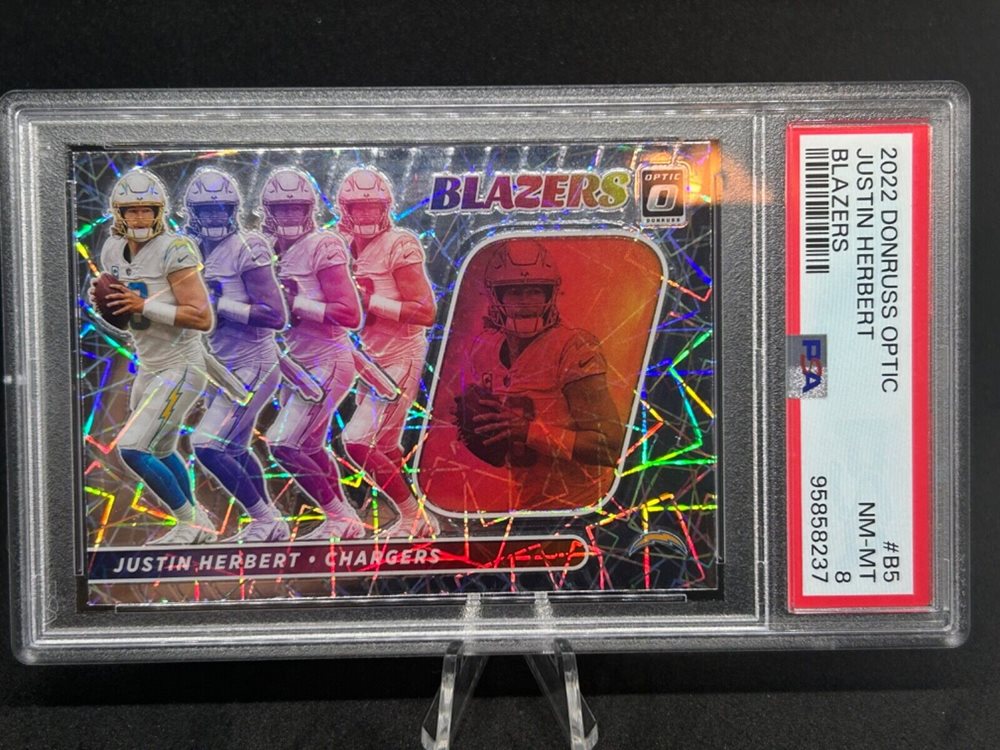 BLAZERS
OPTIC
DONRUSS
JUSTIN HERBERT • CHARGERS
2022 DONRUSS OPTIC #B5
JUSTIN HERBERT NM-MT
BLAZERS 8
PSA 95858237